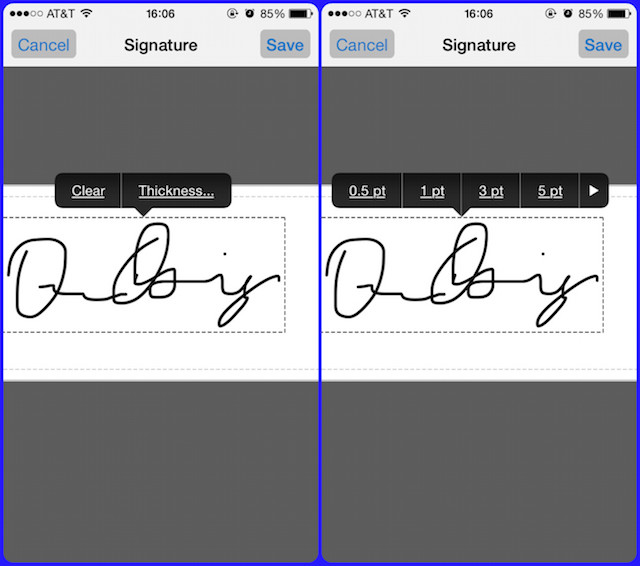 AT&T 16:06 85%
Cancel Signature Save
Clear Thickness...
AT&T 16:06 85%
Cancel Signature Save
0.5 pt 1 pt 3 pt 5 pt